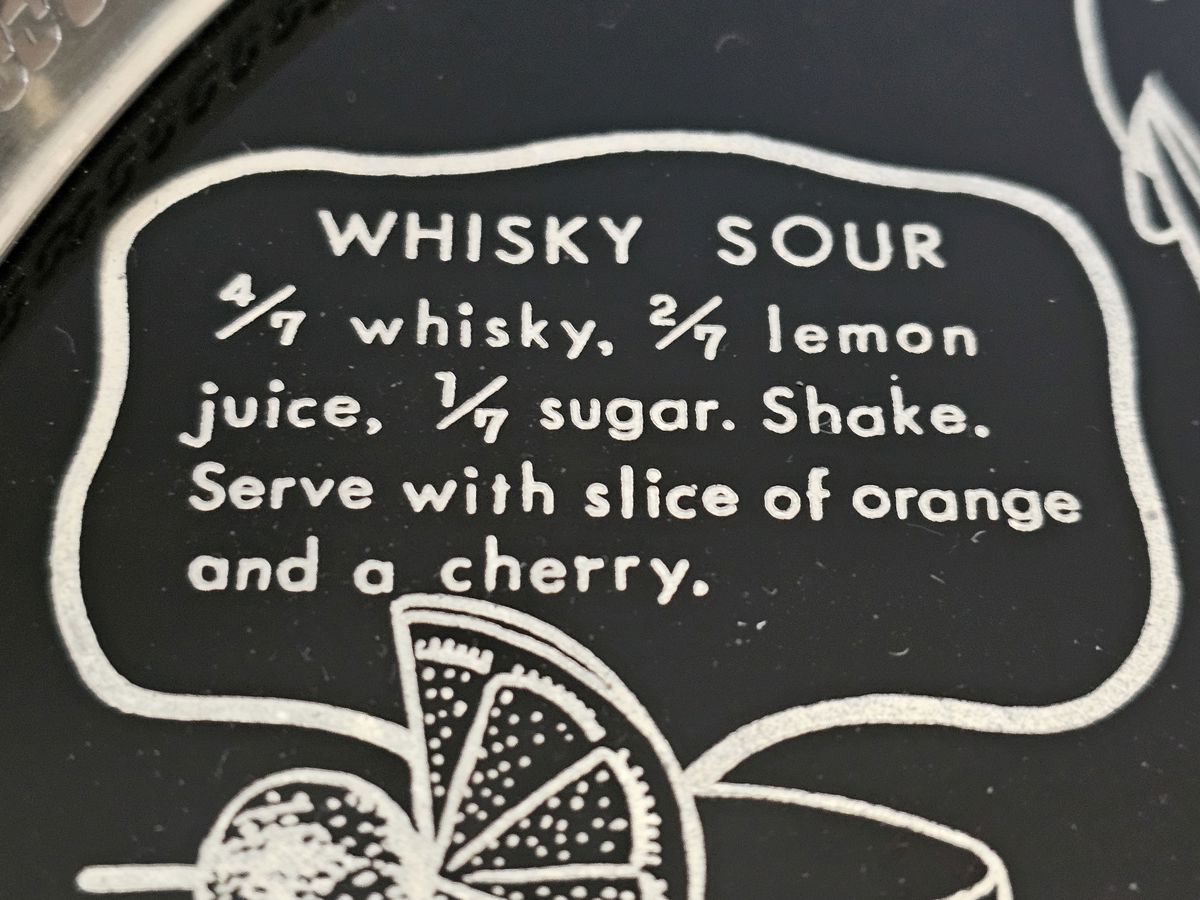 WHISKY SOUR
4/7 whisky, 2/7 lemon
juice, 1/7 sugar. Shake.
Serve with slice of orange
and a cherry.